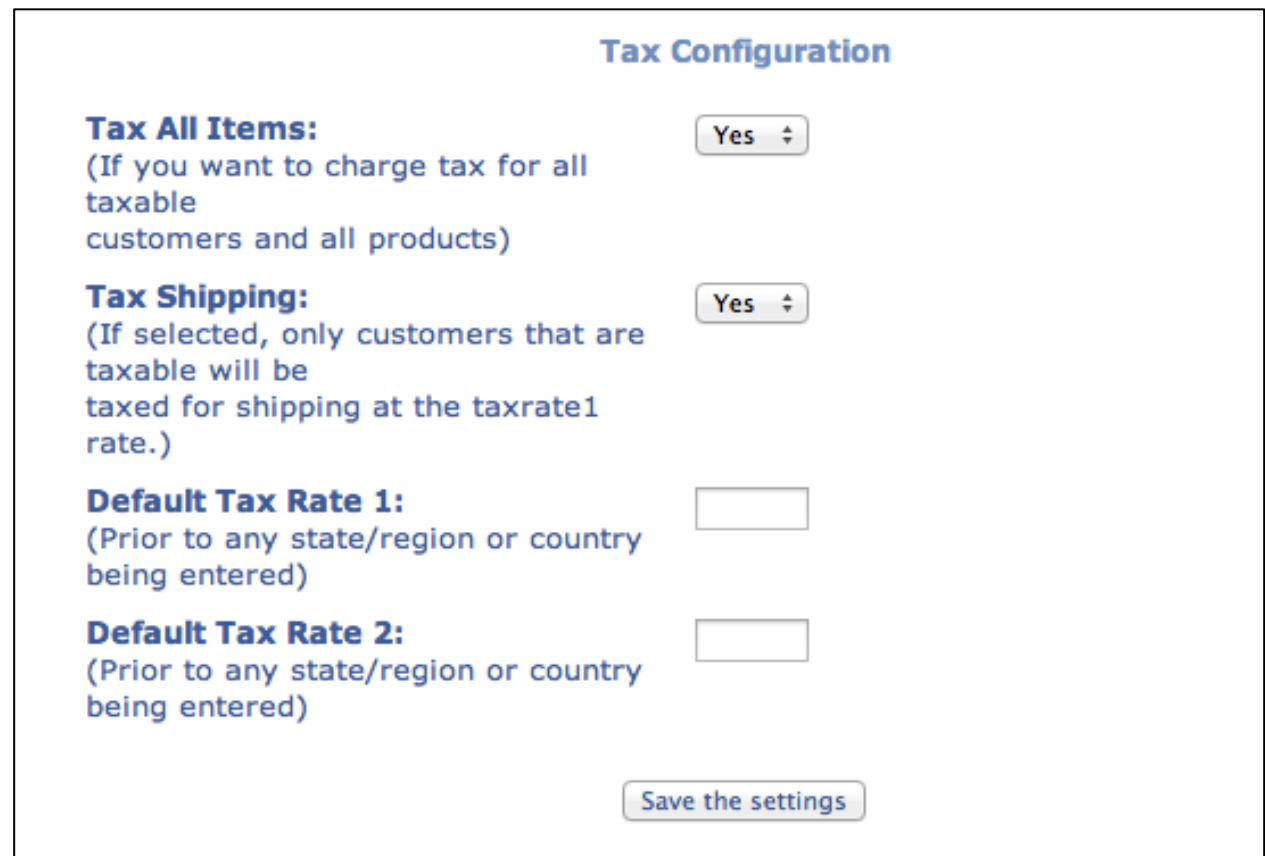 Tax Configuration
Tax All Items:
Yes
(If you want to charge tax for all
taxable
customers and all products)
Tax Shipping:
Yes
(If selected, only customers that are
taxable will be
taxed for shipping at the taxrate1
rate.)
Default Tax Rate 1:
(Prior to any state/region or country
being entered)
Default Tax Rate 2:
(Prior to any state/region or country
being entered)
Save the settings